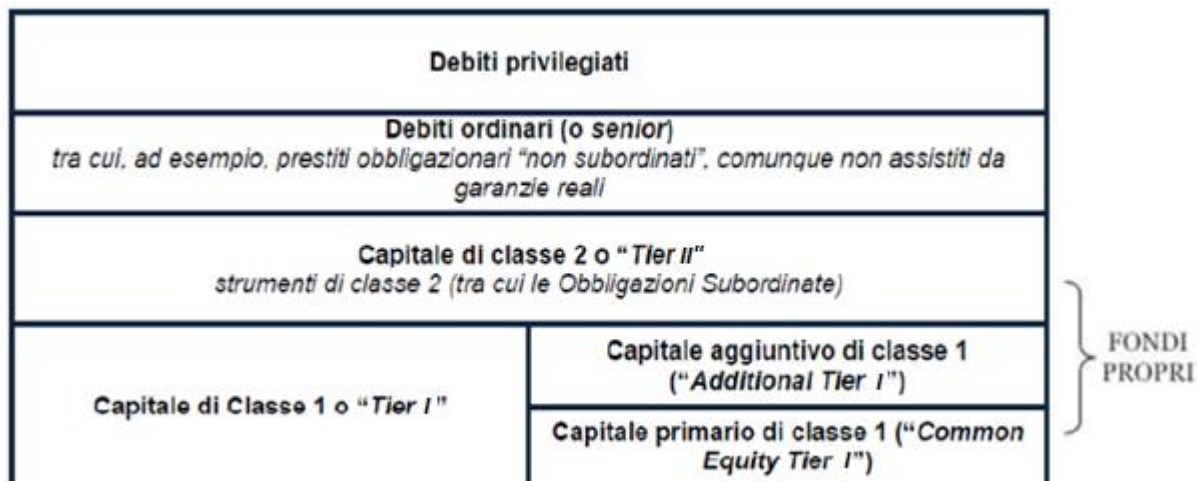 Debiti privilegiati
Debiti ordinari (o senior)
tra cui, ad esempio, prestiti obbligazionari “non subordinati”, comunque non assistiti da
garanzie reali
Capitale di classe 2 o “Tier II”
strumenti di classe 2 (tra cui le Obbligazioni Subordinate)
Capitale di Classe 1 o “Tier I”
Capitale aggiuntivo di classe 1
(“Additional Tier I”)
Capitale primario di classe 1 (“Common
Equity Tier I”)
FONDI
PROPRI